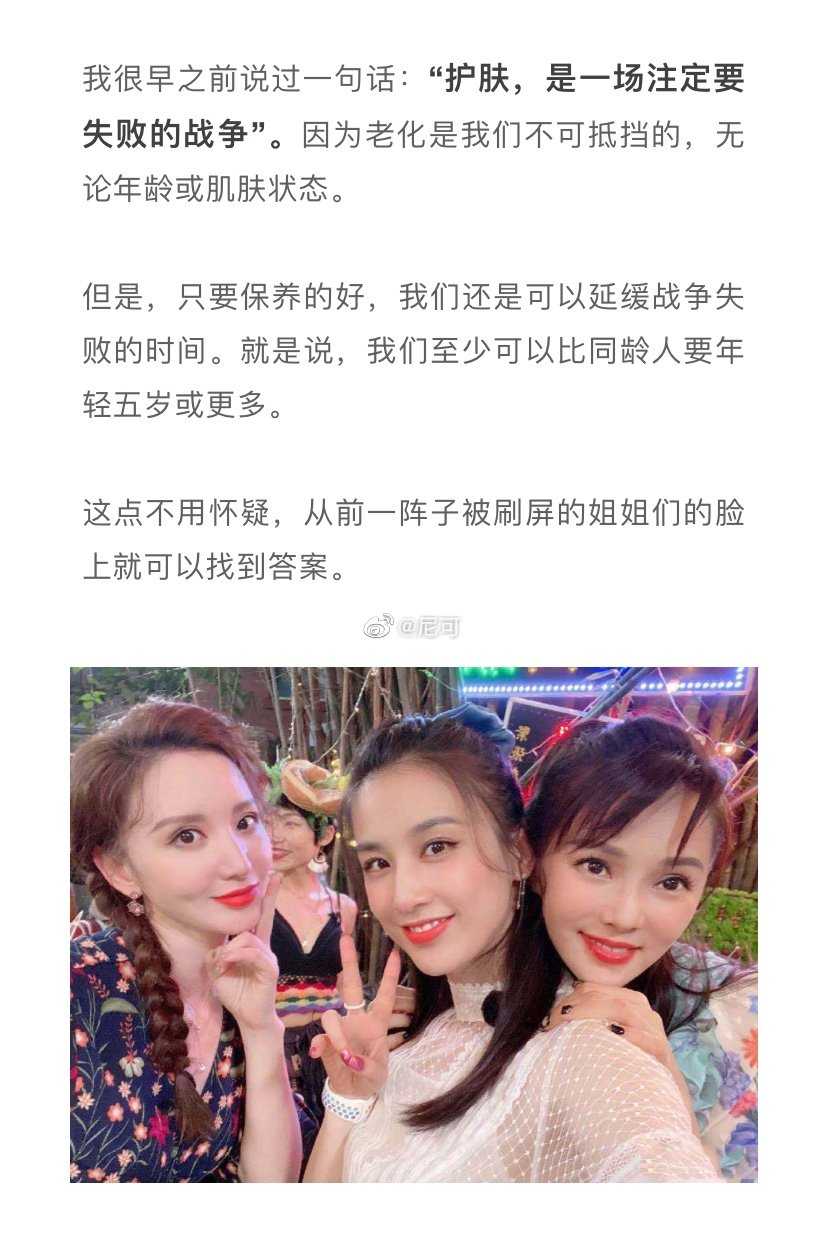 我很早之前说过一句话：“护肤，是一场注定要
失败的战争”。因为老化是我们不可抵挡的，无
论年龄或肌肤状态。
但是，只要保养的好，我们还是可以延缓战争失
败的时间。就是说，我们至少可以比同龄人要年
轻五岁或更多。
这点不用怀疑，从前一阵子被刷屏的姐姐们的脸
上就可以找到答案。
@尼可